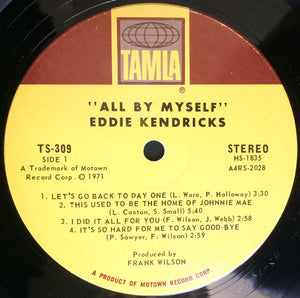 TAMLA
®
"ALL BY MYSELF"
EDDIE KENDRICKS
TS-309
SIDE 1
A Trademark of Motown
Record Corp. © 1971
STEREO
HS-1835
A4RS-2028
1. LET'S GO BACK TO DAY ONE (L. Ware, P. Holloway) 3:30
2. THIS USED TO BE THE HOME OF JOHNNIE MAE
(L. Caston, S. Small) 5:20
3. I DID IT ALL FOR YOU (F. Wilson, J. Webb) 2:58
4. IT'S SO HARD FOR ME TO SAY GOOD-BYE
(P. Sawyer, F. Wilson) 2:59
Produced by
FRANK WILSON
A PRODUCT OF MOTOWN RECORD CORP.